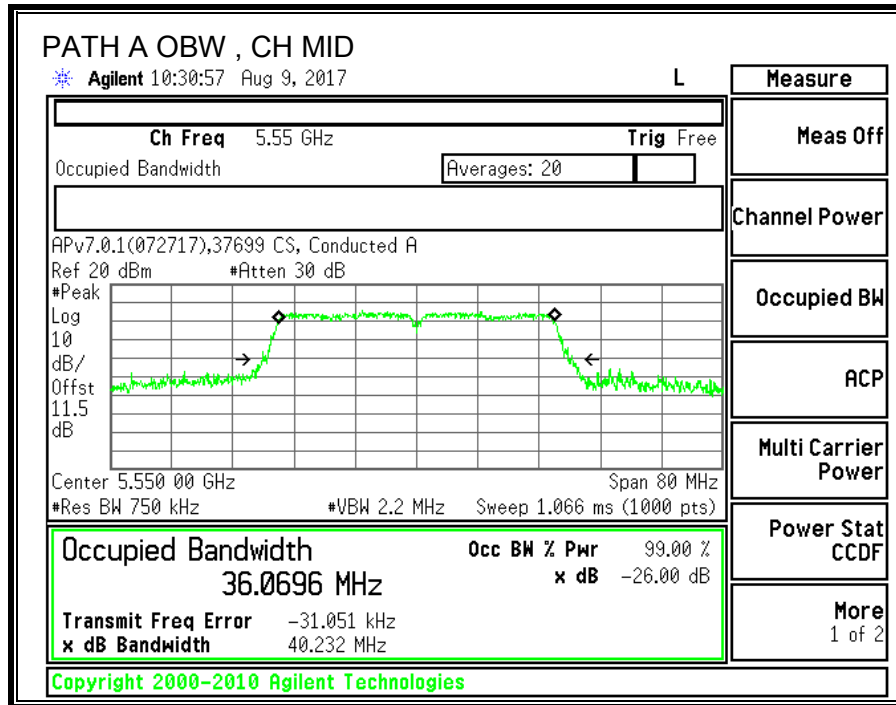 PATH A OBW , CH MID
Agilent 10:30:57 Aug 9, 2017 L
Measure
Ch Freq 5.55 GHz Trig Free
Meas Off
Occupied Bandwidth Averages: 20
Channel Power
APv7.0.1(072717),37699 CS, Conducted A
Ref 20 dBm #Atten 30 dB
#Peak
Log
10
dB/
Offst
11.5
dB
Occupied BW
ACP
Multi Carrier
Power
Center 5.550 00 GHz Span 80 MHz
#Res BW 750 kHz #VBW 2.2 MHz Sweep 1.066 ms (1000 pts)
Power Stat
CCDF
Occupied Bandwidth Occ BW % Pwr 99.00 %
36.0696 MHz x dB -26.00 dB
Transmit Freq Error -31.051 kHz
x dB Bandwidth 40.232 MHz
More
1 of 2
Copyright 2000-2010 Agilent Technologies